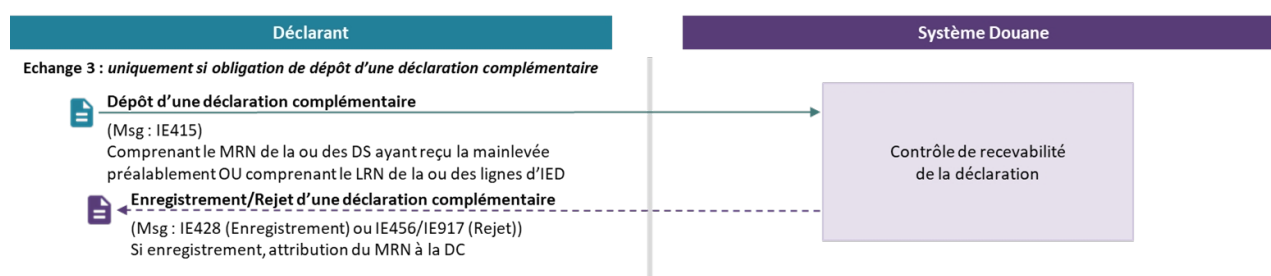 Déclarant
Système Douane
Echange 3 : uniquement si obligation de dépôt d'une déclaration complémentaire
Dépôt d'une déclaration complémentaire
(Msg : IE415)
Comprenant le MRN de la ou des DS ayant reçu la mainlevée
préalablement OU comprenant le LRN de la ou des lignes d'IED
Contrôle de recevabilité
de la déclaration
Enregistrement/Rejet d'une déclaration complémentaire
(Msg : IE428 (Enregistrement) ou IE456/IE917 (Rejet))
Si enregistrement, attribution du MRN à la DC